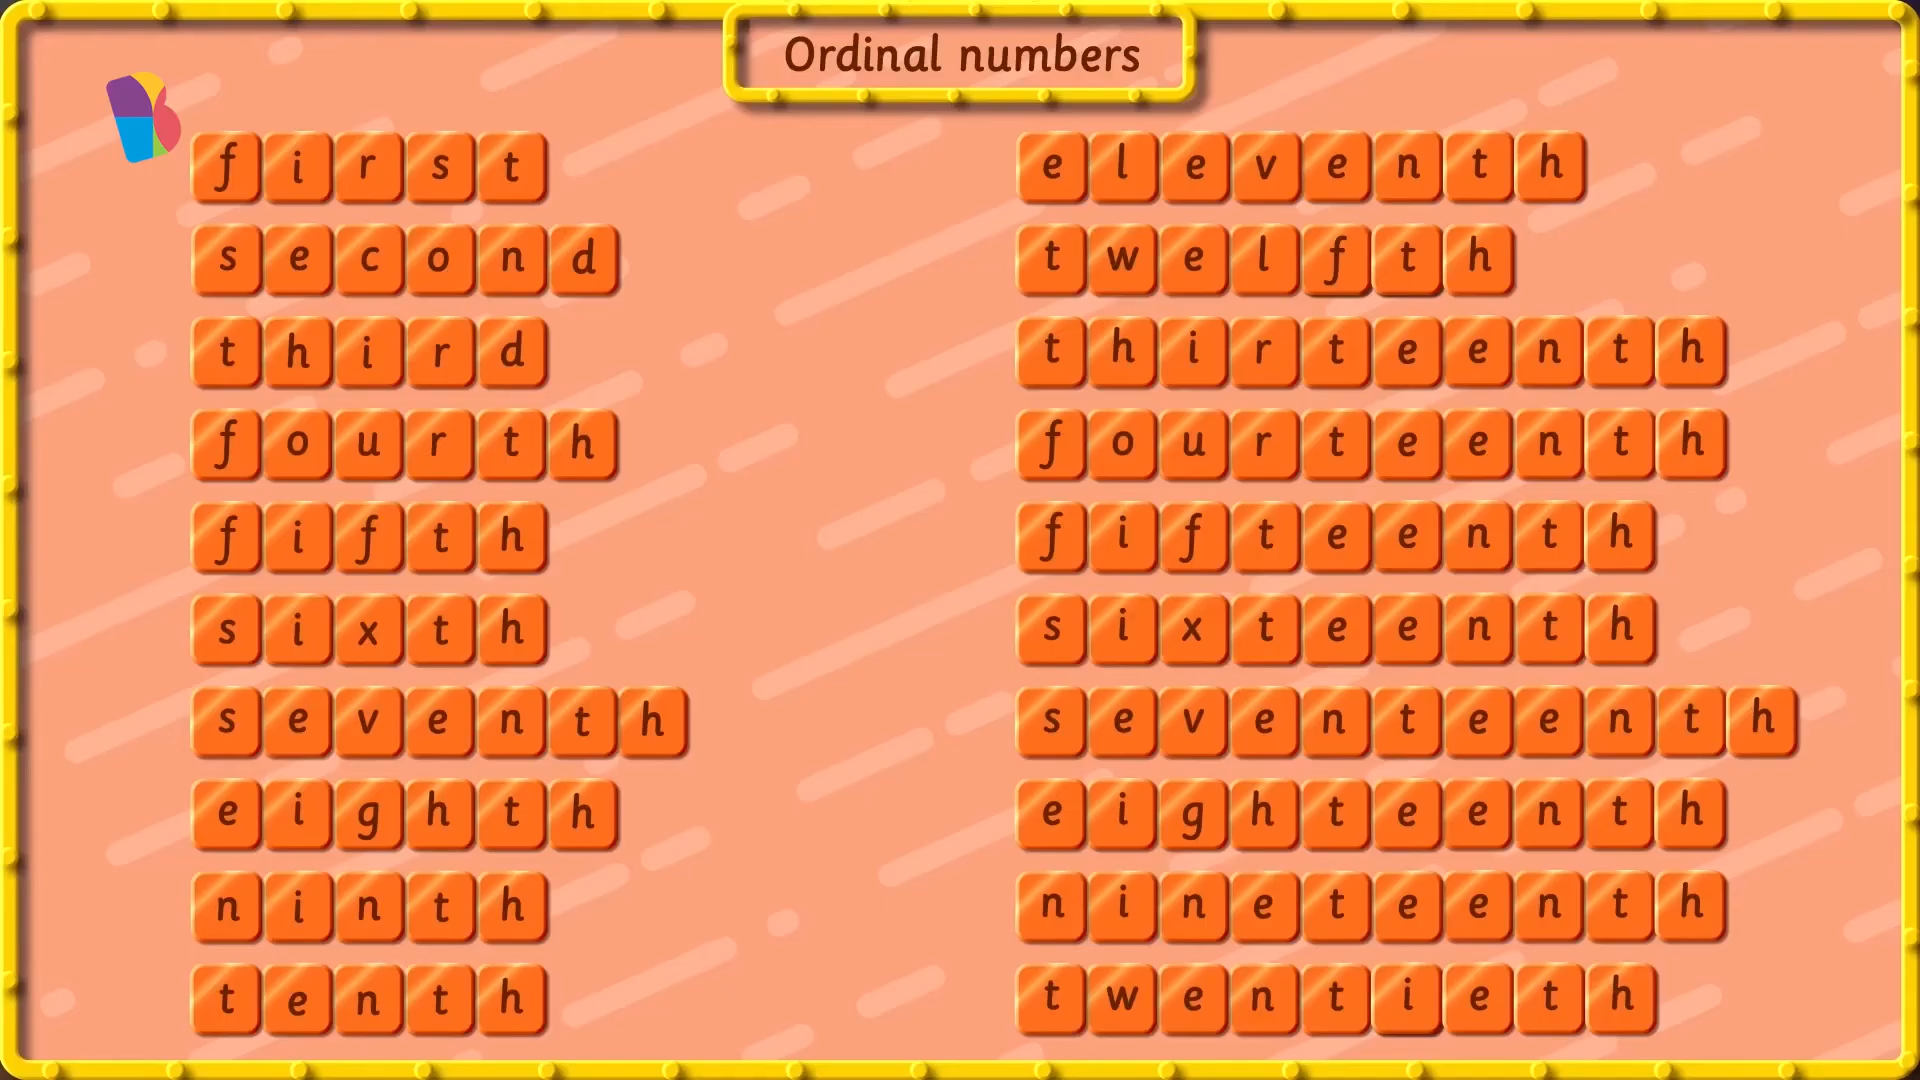 Ordinal numbers
first
second
third
fourth
fifth
sixth
seventh
eighth
ninth
tenth
eleventh
twelfth
thirteenth
fourteenth
fifteenth
sixteenth
seventeenth
eighteenth
nineteenth
twentieth